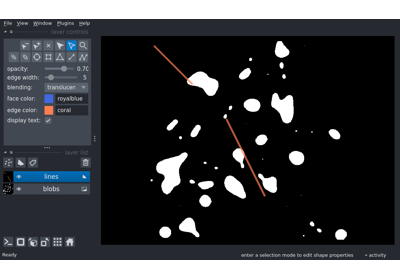 File View Window Plugins Help
layer controls
opacity: 0.70
edge width: 5
blending: translucen
face color: royalblue
edge color: coral
display text:
layer list
lines
blobs
Ready enter a selection mode to edit shape properties activity